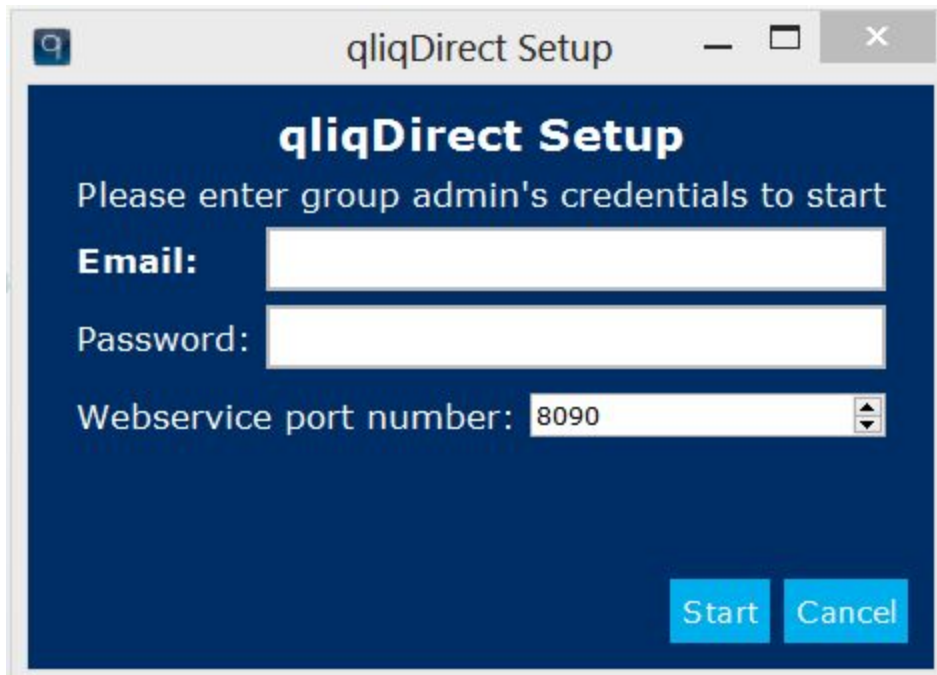 qliqDirect Setup
qliqDirect Setup
Please enter group admin's credentials to start
Email:
Password:
Webservice port number: 8090
Start Cancel